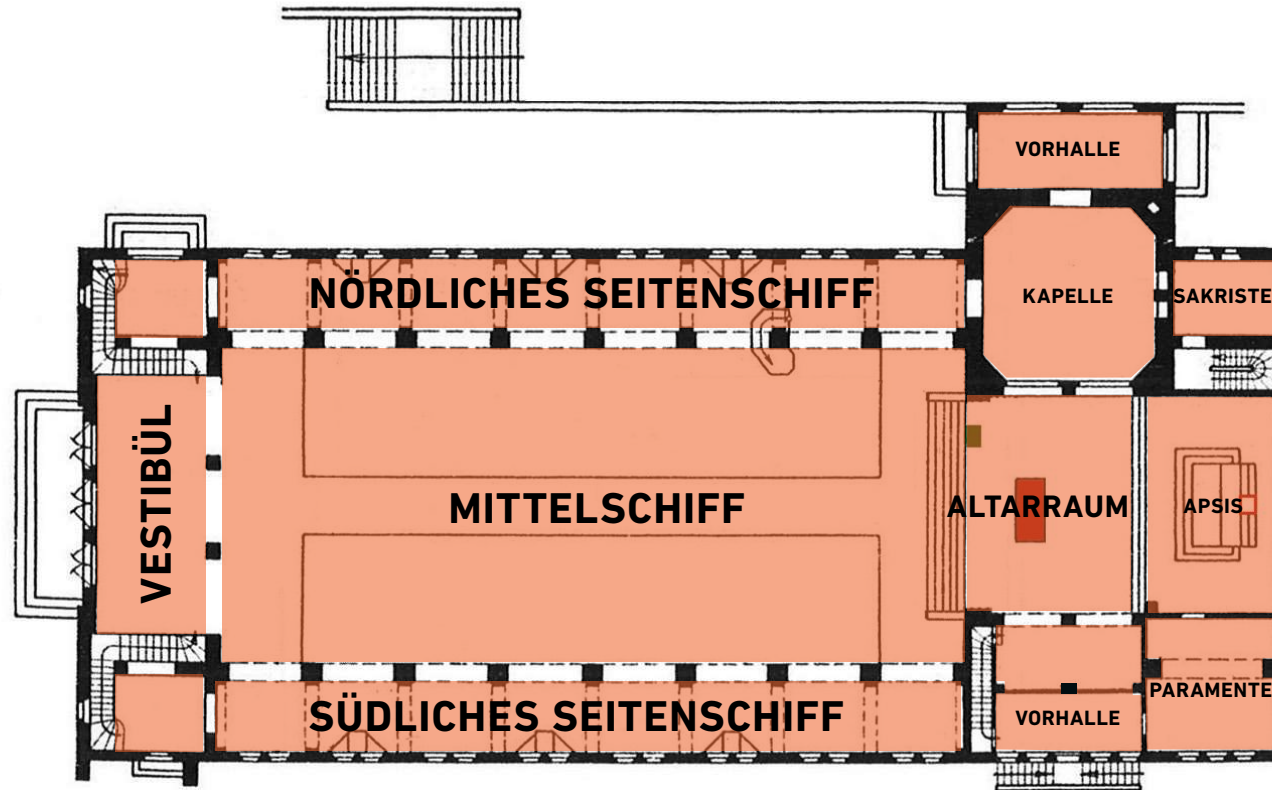 VORHALLE
NÖRDLICHES SEITENSCHIFF
KAPELLE
SAKRISTE
VESTIBÜL
MITTELSCHIFF
ALTARRAUM
APSIS
SÜDLICHES SEITENSCHIFF
VORHALLE
PARAMENTE